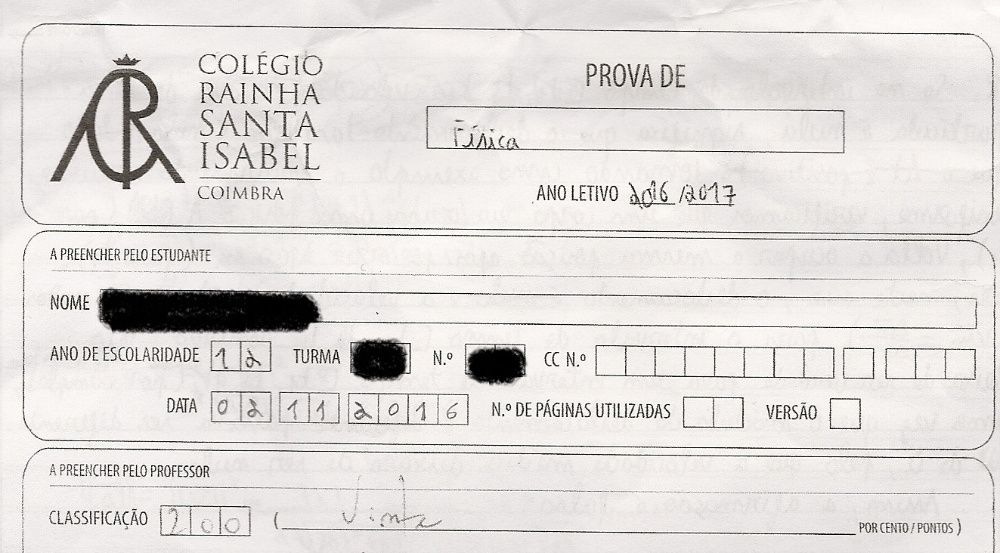 COLÉGIO
RAINHA
SANTA
ISABEL
COIMBRA
PROVA DE
Física
ANO LETIVO 2016/2017
A PREENCHER PELO ESTUDANTE
NOME
ANO DE ESCOLARIDADE 12 TURMA N.º CC N.º
DATA 02 11 2016 N.º DE PÁGINAS UTILIZADAS VERSÃO
A PREENCHER PELO PROFESSOR
CLASSIFICAÇÃO 200 ( Vinte POR CENTO / PONTOS )